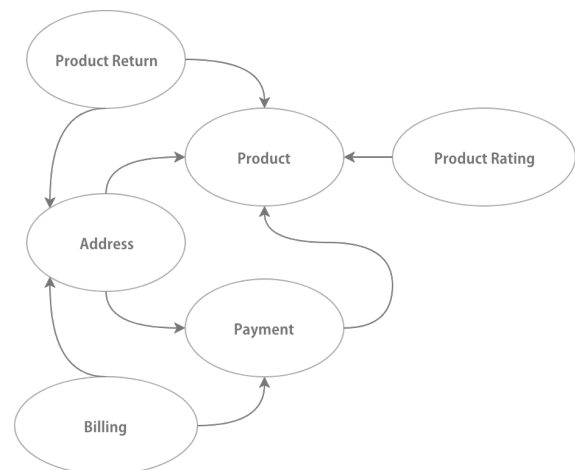 Product Return
Product
Product Rating
Address
Payment
Billing